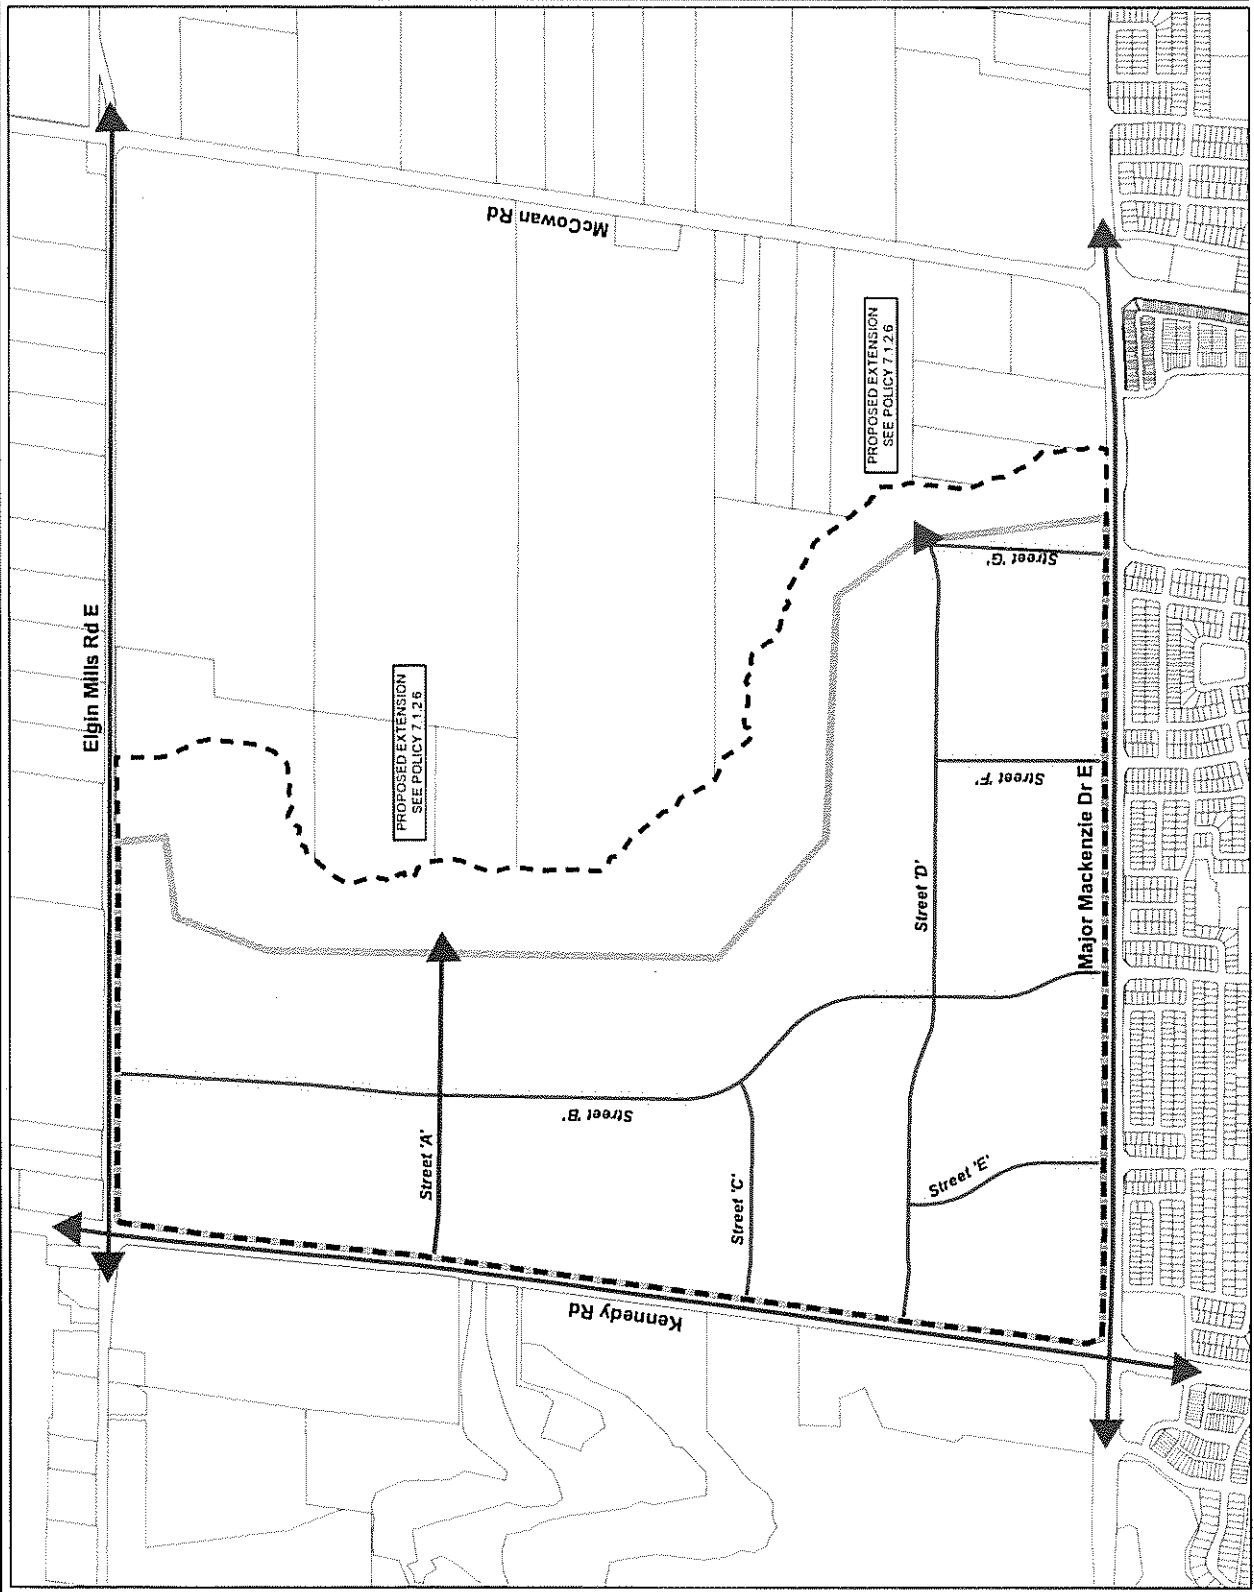 Elgin Mills Rd E
McCowan Rd
PROPOSED EXTENSION
SEE POLICY 7.1.2.6
PROPOSED EXTENSION
SEE POLICY 7.1.2.6
Street 'A'
Street 'B'
Street 'C'
Street 'D'
Street 'E'
Street 'F'
Street 'G'
Kennedy Rd
Major Mackenzie Dr E